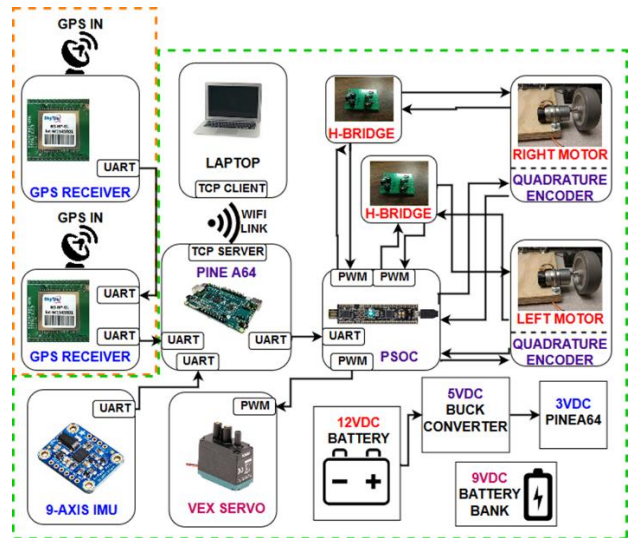 GPS IN
UART
GPS RECEIVER
GPS IN
UART
UART
GPS RECEIVER
LAPTOP
TCP CLIENT
WIFI
LINK
TCP SERVER
PINE A64
UART
UART
UART
H-BRIDGE
H-BRIDGE
RIGHT MOTOR
QUADRATURE
ENCODER
PWM
PWM
UART
PSOC
PWM
LEFT MOTOR
QUADRATURE
ENCODER
UART
9-AXIS IMU
PWM
VEX SERVO
12VDC
BATTERY
5VDC
BUCK
CONVERTER
3VDC
PINEA64
9VDC
BATTERY
BANK